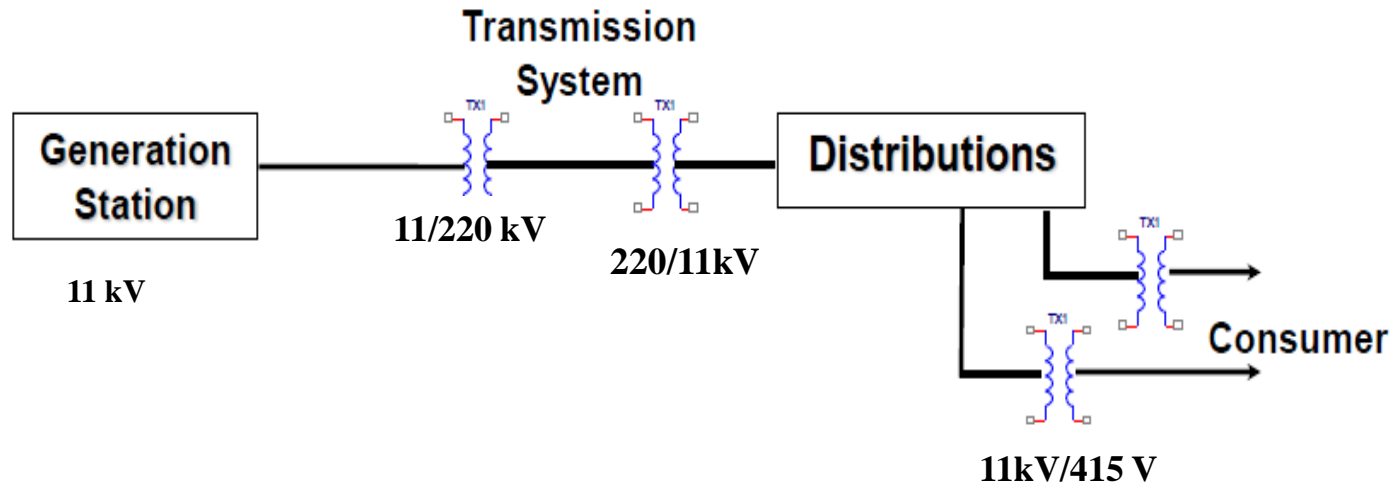 Transmission
System
TX1
TX1
Generation
Station
Distributions
11/220 kV
220/11kV
11 kV
TX1
TX1
Consumer
11kV/415 V